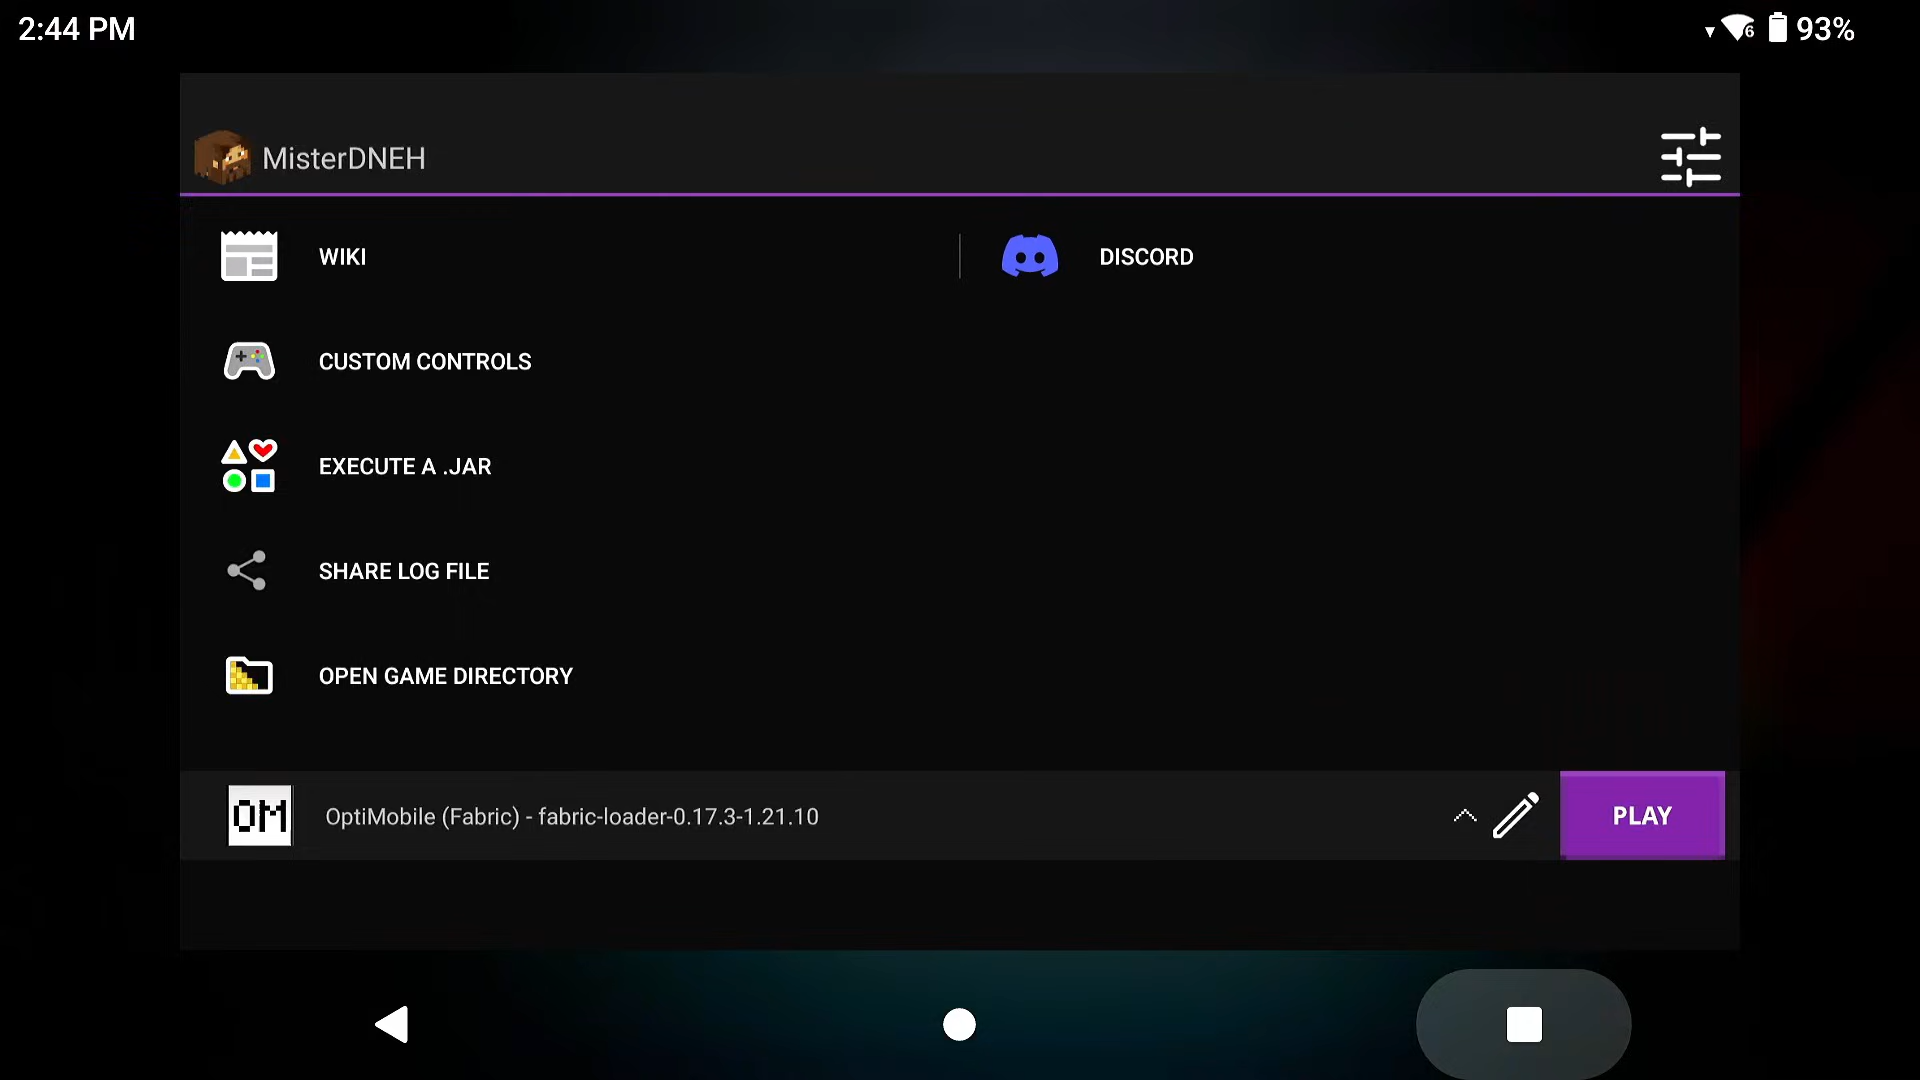 2:44 PM
6 93%
MisterDNEH
WIKI
DISCORD
CUSTOM CONTROLS
EXECUTE A .JAR
SHARE LOG FILE
OPEN GAME DIRECTORY
OM OptiMobile (Fabric) - fabric-loader-0.17.3-1.21.10
PLAY